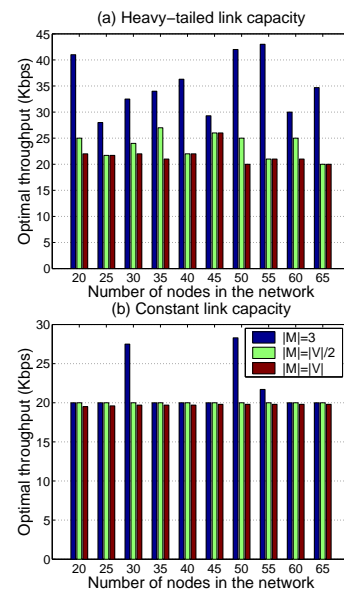 (a) Heavy−tailed link capacity
Optimal throughput (Kbps)
45
40
35
30
25
20
15
10
5
0
20 25 30 35 40 45 50 55 60 65
Number of nodes in the network
(b) Constant link capacity
Optimal throughput (Kbps)
30
25
20
15
10
5
0
|M|=3
|M|=|V|/2
|M|=|V|
20 25 30 35 40 45 50 55 60 65
Number of nodes in the network